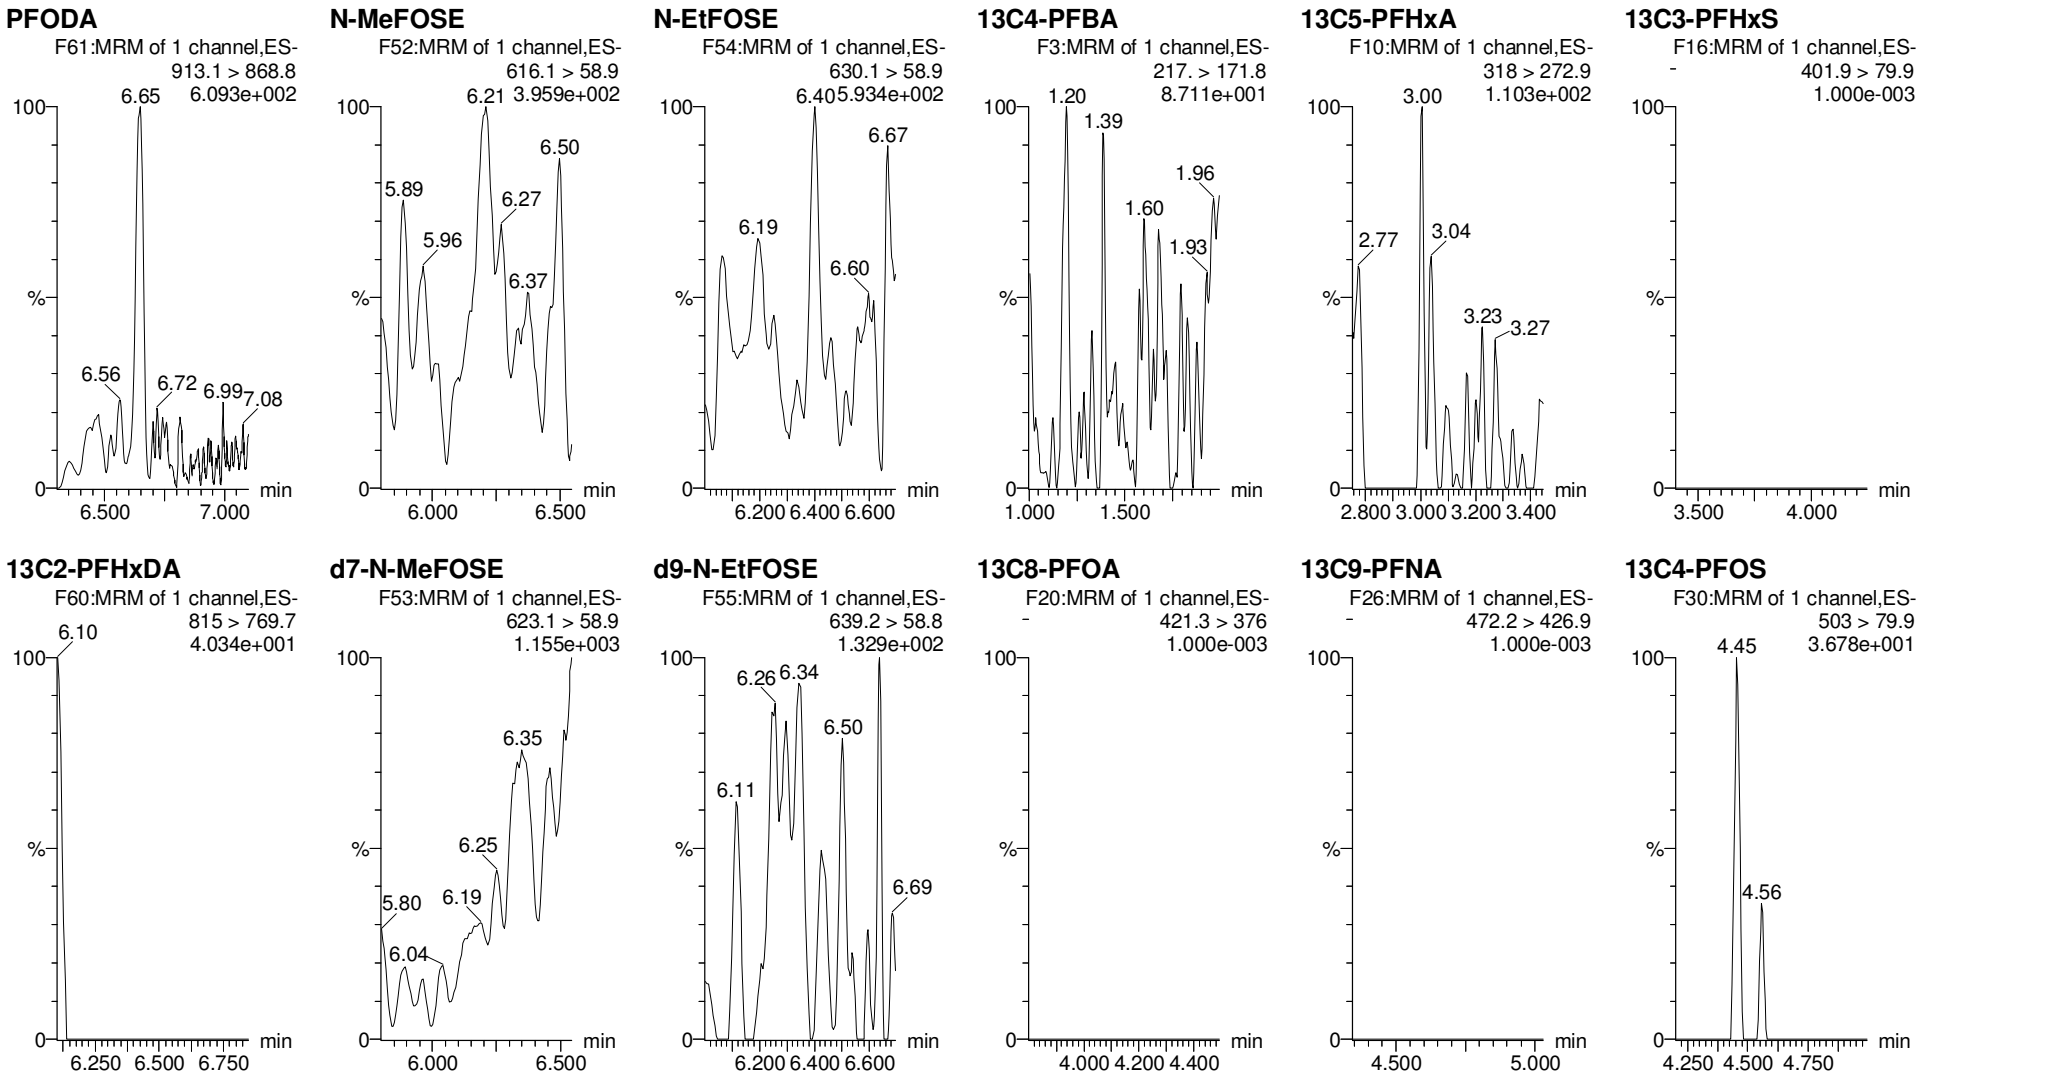 PFODA
F61:MRM of 1 channel,ES-
913.1 > 868.8
6.093e+002
100
%
0
6.65
6.56
6.72
6.99
7.08
min
6.500 7.000
N-MeFOSE
F52:MRM of 1 channel,ES-
616.1 > 58.9
3.959e+002
100
%
0
6.21
6.50
5.89
6.27
5.96
6.37
min
6.000 6.500
N-EtFOSE
F54:MRM of 1 channel,ES-
630.1 > 58.9
5.934e+002
100
%
0
6.40
6.67
6.19
6.60
min
6.200 6.400 6.600
13C4-PFBA
F3:MRM of 1 channel,ES-
217. > 171.8
8.711e+001
100
%
0
1.20
1.39
1.96
1.60
1.93
min
1.000 1.500
13C5-PFHxA
F10:MRM of 1 channel,ES-
318 > 272.9
1.103e+002
100
%
0
3.00
2.77
3.04
3.23
3.27
min
2.800 3.000 3.200 3.400
13C3-PFHxS
F16:MRM of 1 channel,ES-
401.9 > 79.9
1.000e-003
100
%
0
min
3.500 4.000
13C2-PFHxDA
F60:MRM of 1 channel,ES-
815 > 769.7
4.034e+001
6.10
100
%
0
min
6.250 6.500 6.750
d7-N-MeFOSE
F53:MRM of 1 channel,ES-
623.1 > 58.9
1.155e+003
100
%
0
6.35
6.25
6.19
5.80
6.04
min
6.000 6.500
d9-N-EtFOSE
F55:MRM of 1 channel,ES-
639.2 > 58.8
1.329e+002
100
%
0
6.26
6.34
6.50
6.11
6.69
min
6.200 6.400 6.600
13C8-PFOA
F20:MRM of 1 channel,ES-
421.3 > 376
1.000e-003
100
%
0
min
4.000 4.200 4.400
13C9-PFNA
F26:MRM of 1 channel,ES-
472.2 > 426.9
1.000e-003
100
%
0
min
4.500 5.000
13C4-PFOS
F30:MRM of 1 channel,ES-
503 > 79.9
3.678e+001
100
%
0
4.45
4.56
min
4.250 4.500 4.750